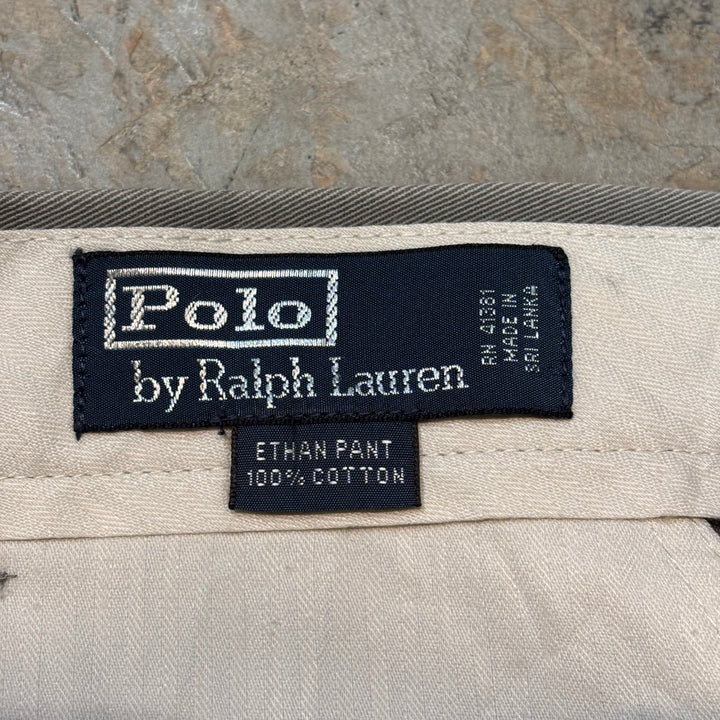 Polo
by Ralph Lauren
RN 41381
MADE IN
SRI LANKA
ETHAN PANT
100% COTTON